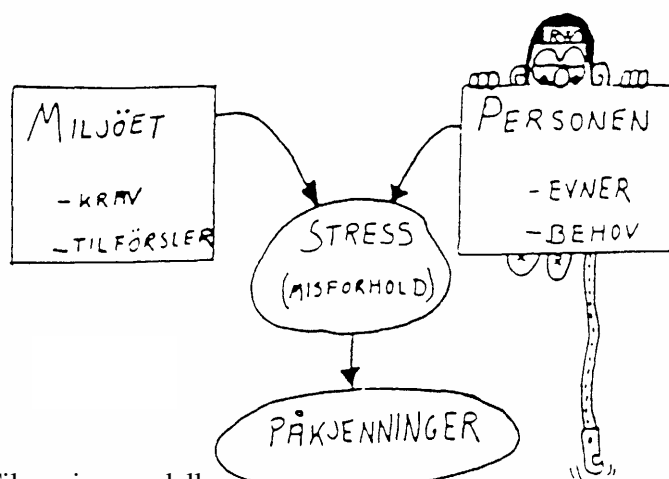 MILJÖET
- KRAV
- TILFÖRSLER
PERSONEN
- EVNER
- BEHOV
STRESS
(MISFORHOLD)
PÅKJENNINGER